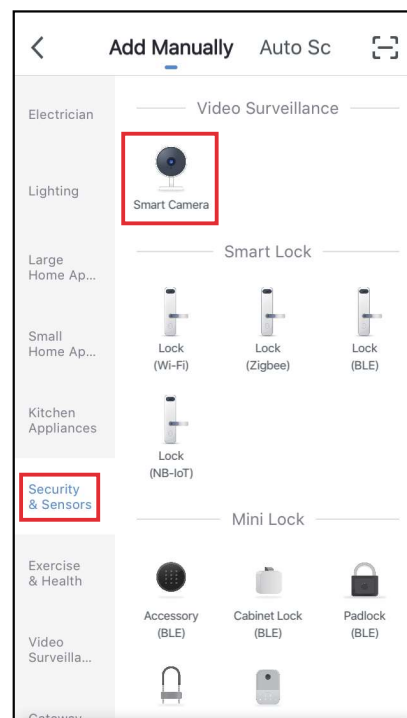 Add Manually Auto Sc
Electrician
Lighting
Large
Home Ap...
Small
Home Ap...
Kitchen
Appliances
Security
& Sensors
Exercise
& Health
Video
Surveilla...
Gateway
Video Surveillance
Smart Camera
Smart Lock
Lock
(Wi-Fi)
Lock
(Zigbee)
Lock
(BLE)
Lock
(NB-IoT)
Mini Lock
Accessory
(BLE)
Cabinet Lock
(BLE)
Padlock
(BLE)